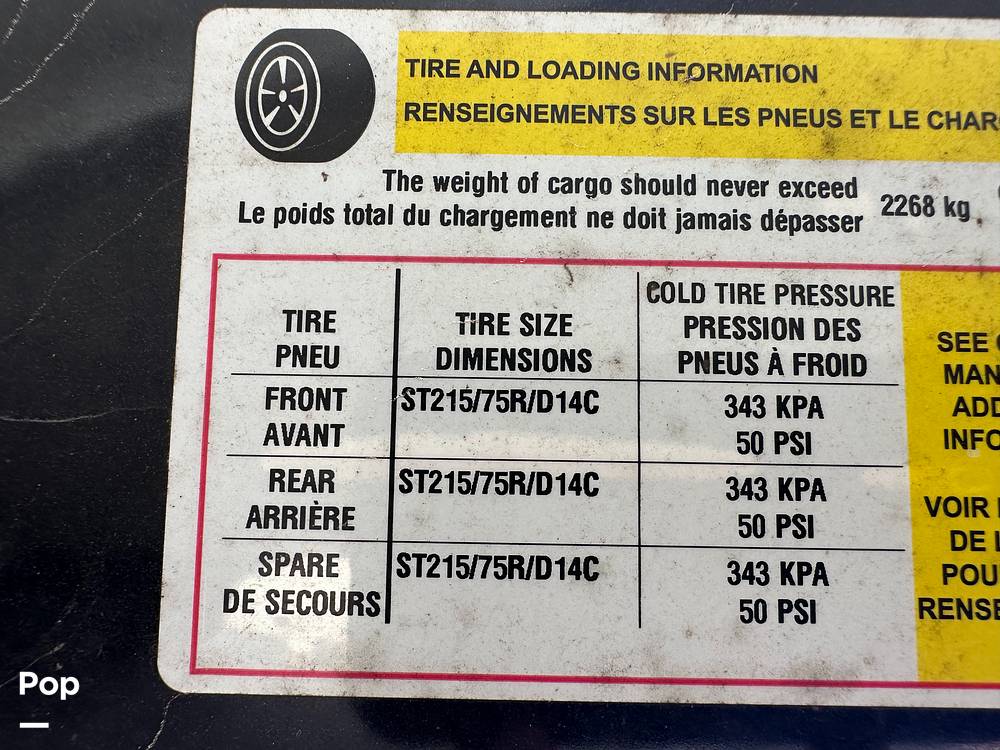 TIRE AND LOADING INFORMATION
RENSEIGNEMENTS SUR LES PNEUS ET LE CHAR
The weight of cargo should never exceed
Le poids total du chargement ne doit jamais dépasser
2268 kg
TIRE
PNEU
TIRE SIZE
DIMENSIONS
COLD TIRE PRESSURE
PRESSION DES
PNEUS À FROID
FRONT
AVANT
ST215/75R/D14C
343 KPA
50 PSI
REAR
ARRIÈRE
ST215/75R/D14C
343 KPA
50 PSI
SPARE
DE SECOURS
ST215/75R/D14C
343 KPA
50 PSI
SEE
MAN
ADD
INFO
VOIR
DE L
POU
RENSE
Pop